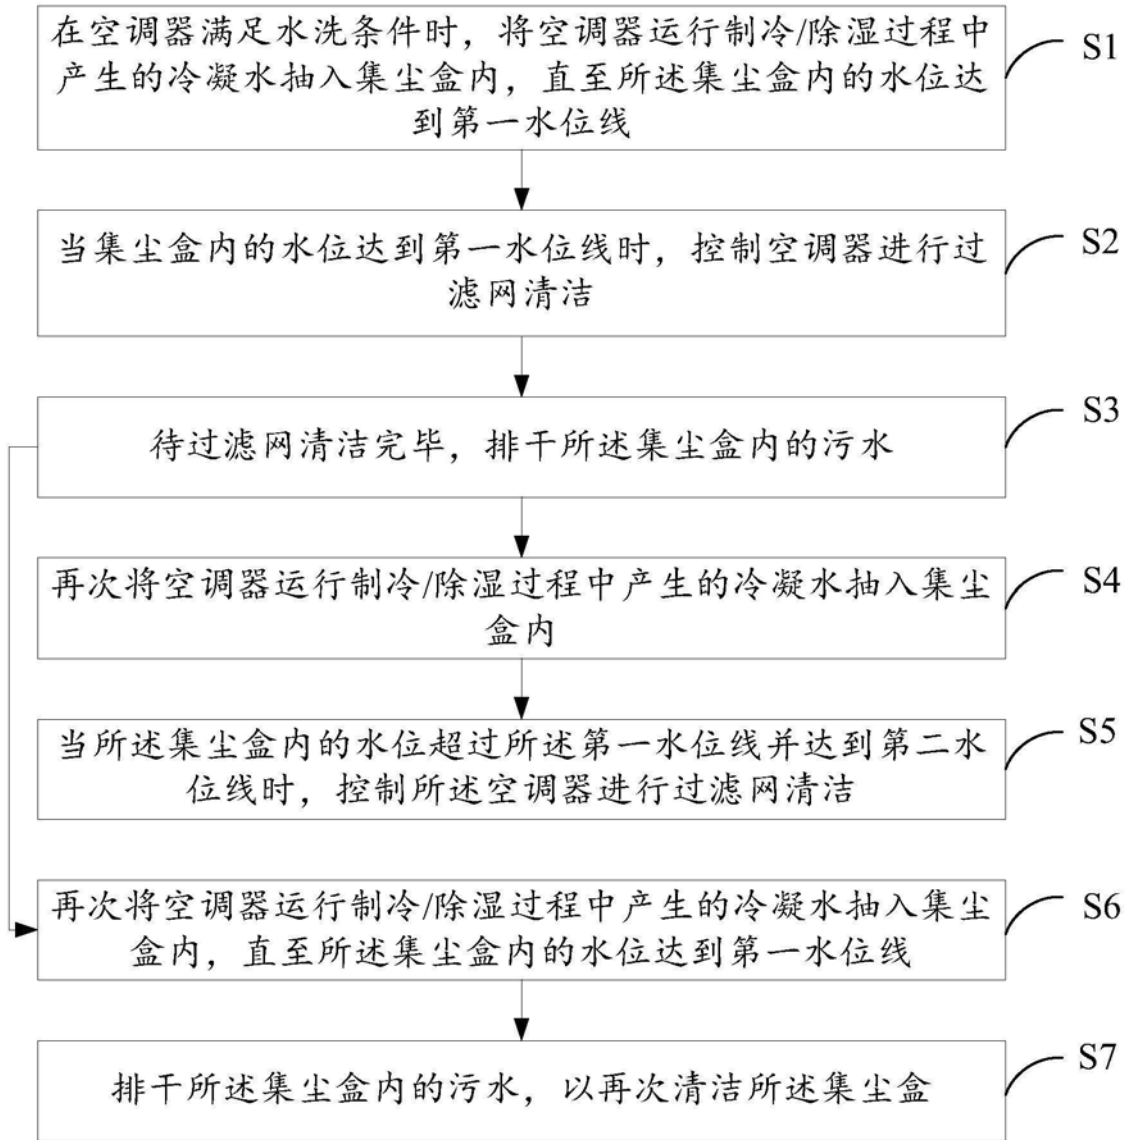 在空调器满足水洗条件时，将空调器运行制冷/除湿过程中
产生的冷凝水抽入集尘盒内，直至所述集尘盒内的水位达
到第一水位线
S1
当集尘盒内的水位达到第一水位线时，控制空调器进行过
滤网清洁
S2
待过滤网清洁完毕，排干所述集尘盒内的污水
S3
再次将空调器运行制冷/除湿过程中产生的冷凝水抽入集尘
盒内
S4
当所述集尘盒内的水位超过所述第一水位线并达到第二水
位线时，控制所述空调器进行过滤网清洁
S5
再次将空调器运行制冷/除湿过程中产生的冷凝水抽入集尘
盒内，直至所述集尘盒内的水位达到第一水位线
S6
排干所述集尘盒内的污水，以再次清洁所述集尘盒
S7